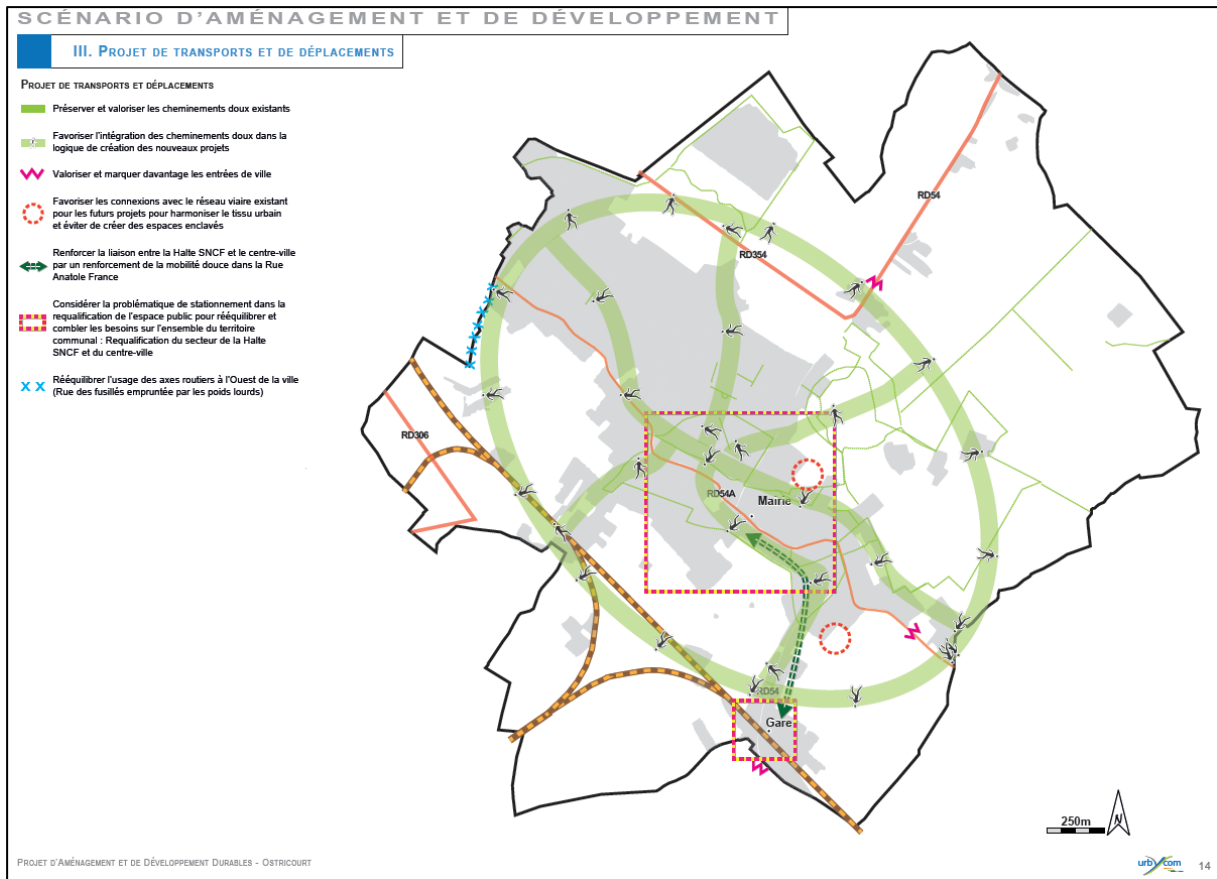 SCÉNARIO D'AMÉNAGEMENT ET DE DÉVELOPPEMENT
III. PROJET DE TRANSPORTS ET DE DÉPLACEMENTS
PROJET DE TRANSPORTS ET DÉPLACEMENTS
Préserver et valoriser les cheminements doux existants
Favoriser l'intégration des cheminements doux dans la
logique de création des nouveaux projets
Valoriser et marquer davantage les entrées de ville
Favoriser les connexions avec le réseau viaire existant
pour les futurs projets pour harmoniser le tissu urbain
et éviter de créer des espaces enclavés
Renforcer la liaison entre la Halte SNCF et le centre-ville
par un renforcement de la mobilité douce dans la Rue
Anatole France
Considérer la problématique de stationnement dans la
requalification de l'espace public pour rééquilibrer et
combler les besoins sur l'ensemble du territoire
communal : Requalification du secteur de la Halte
SNCF et du centre-ville
Rééquilibrer l'usage des axes routiers à l'Ouest de la ville
(Rue des fusillés empruntée par les poids lourds)
RD54
RD354
RD306
RD54A
Mairie
RD54
Gare
250m
N
PROJET D'AMÉNAGEMENT ET DE DÉVELOPPEMENT DURABLES - OSTRICOURT
urbycom
14